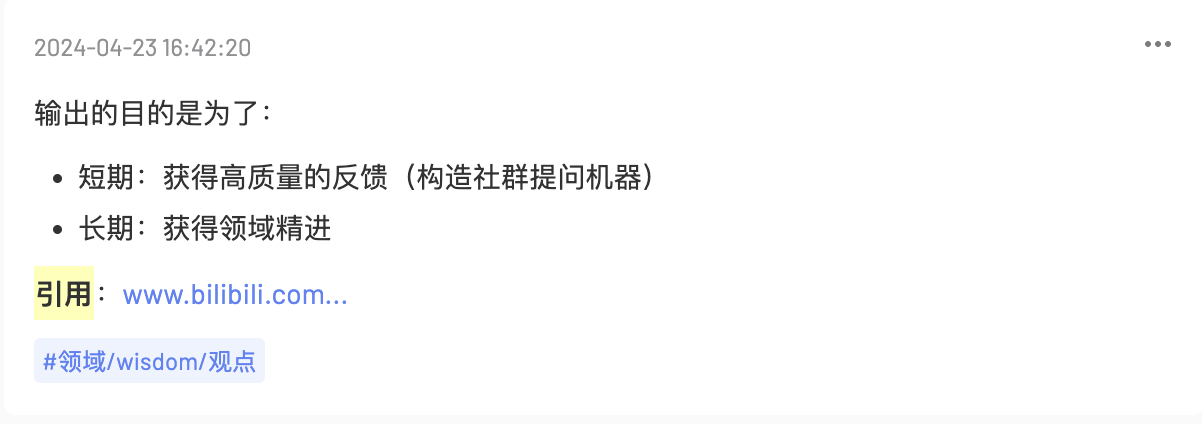 2024-04-23 16:42:20
输出的目的是为了：
• 短期：获得高质量的反馈（构造社群提问机器）
• 长期：获得领域精进
引用：www.bilibili.com...
#领域/wisdom/观点